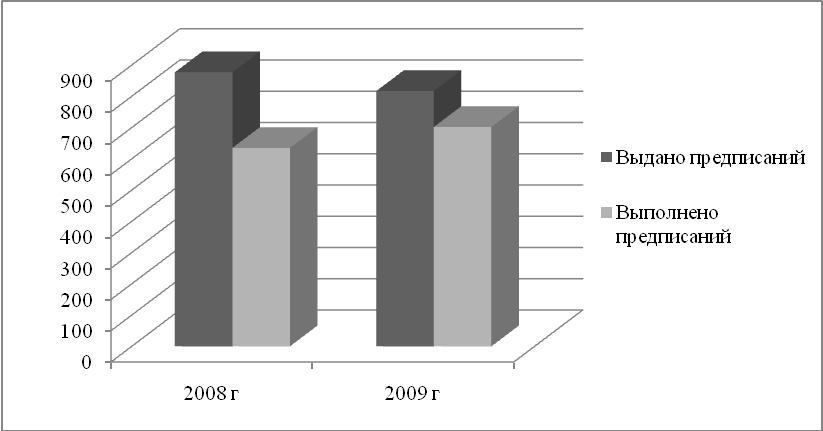 900
800
700
600
500
400
300
200
100
0
2008 г
2009 г
Выдано предписаний
Выполнено
предписаний